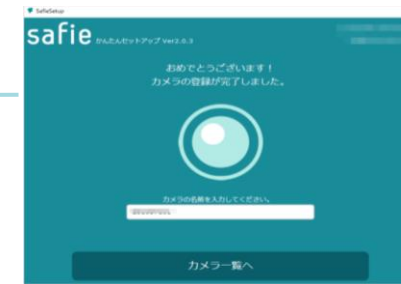 SafieSetup
safie かんたんセットアップ Ver2.0.3
おめでとうございます！
カメラの登録が完了しました。
カメラの名前を入力してください。
カメラ一覧へ